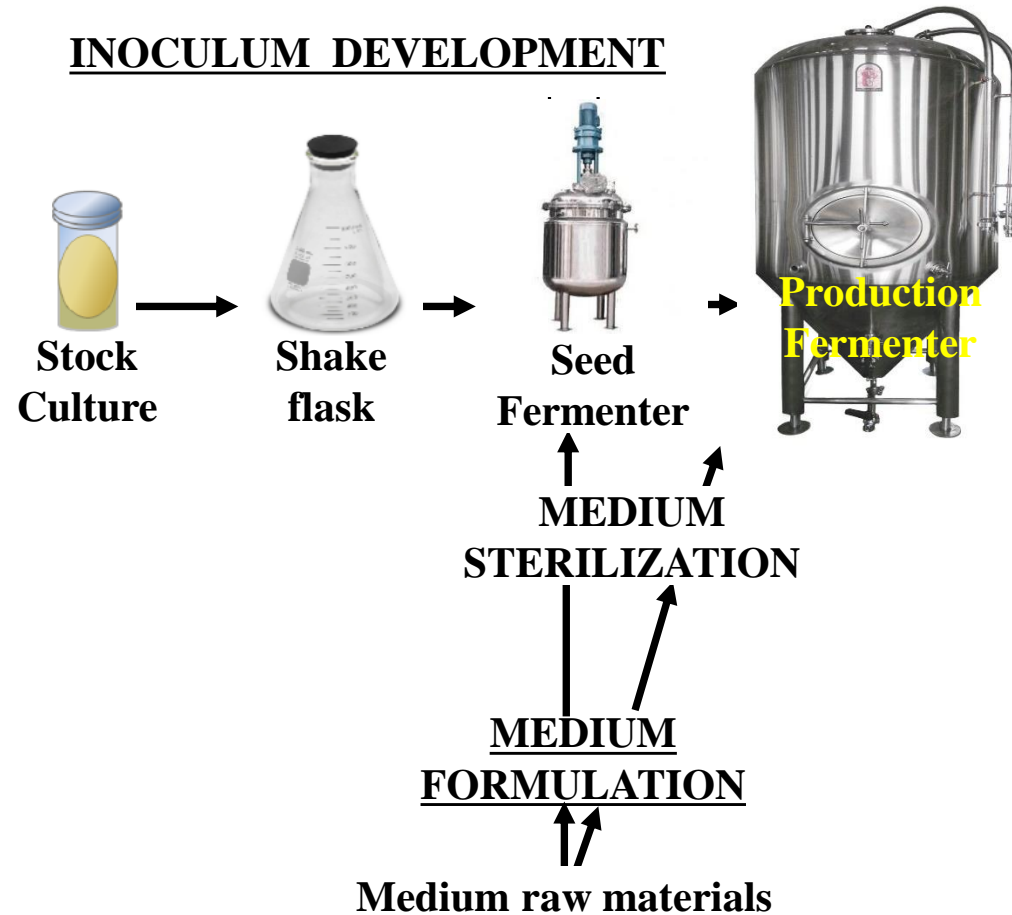 INOCULUM DEVELOPMENT
Stock
Culture
Shake
flask
Seed
Fermenter
Production
Fermenter
MEDIUM
STERILIZATION
MEDIUM
FORMULATION
Medium raw materials